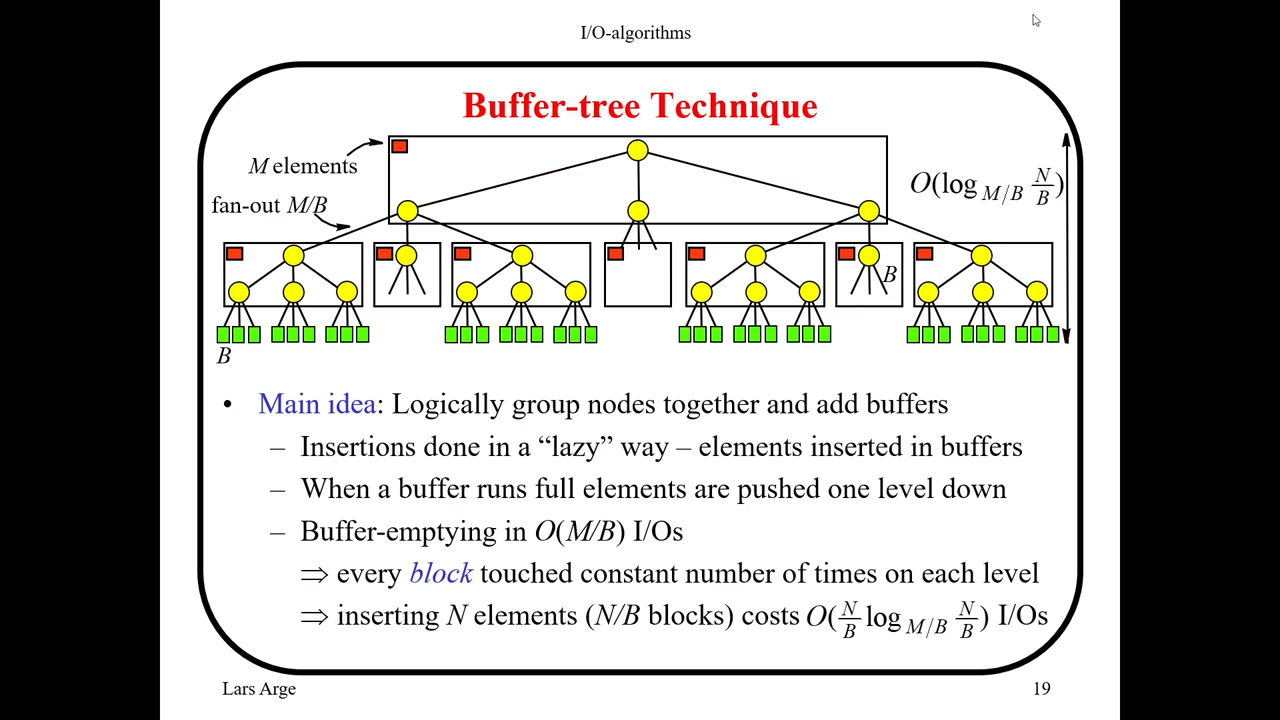 I/O-algorithms
Buffer-tree Technique
M elements
fan-out M/B
O(log M/B N/B)
B
B
• Main idea: Logically group nodes together and add buffers
– Insertions done in a “lazy” way – elements inserted in buffers
– When a buffer runs full elements are pushed one level down
– Buffer-emptying in O(M/B) I/Os
⇒ every block touched constant number of times on each level
⇒ inserting N elements (N/B blocks) costs O(N/B log M/B N/B) I/Os
Lars Arge
19